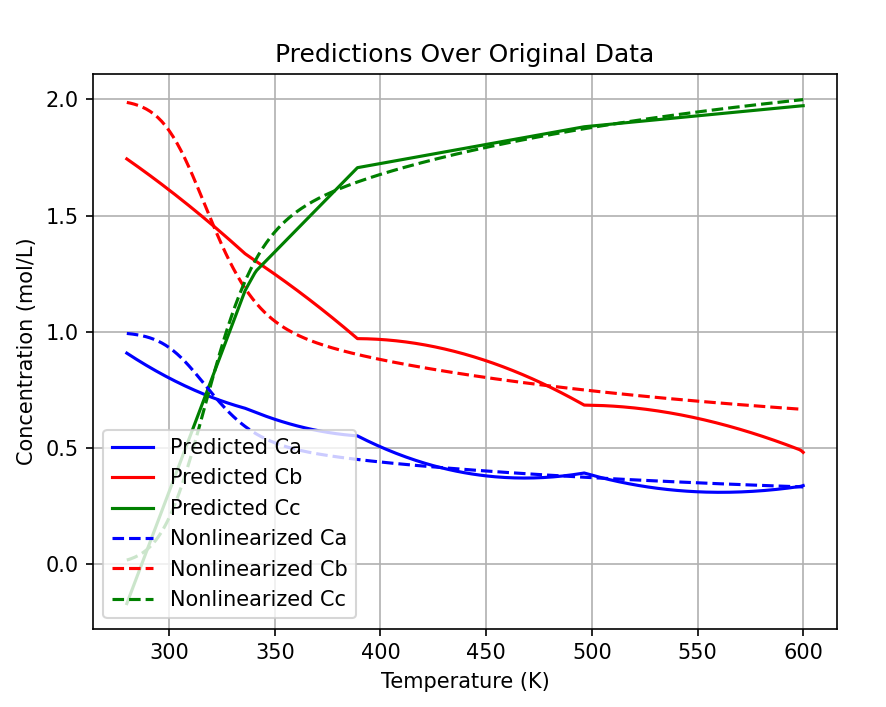 Predictions Over Original Data
2.0
1.5
1.0
0.5
0.0
Concentration (mol/L)
Predicted Ca
Predicted Cb
Predicted Cc
Nonlinearized Ca
Nonlinearized Cb
Nonlinearized Cc
300 350 400 450 500 550 600
Temperature (K)